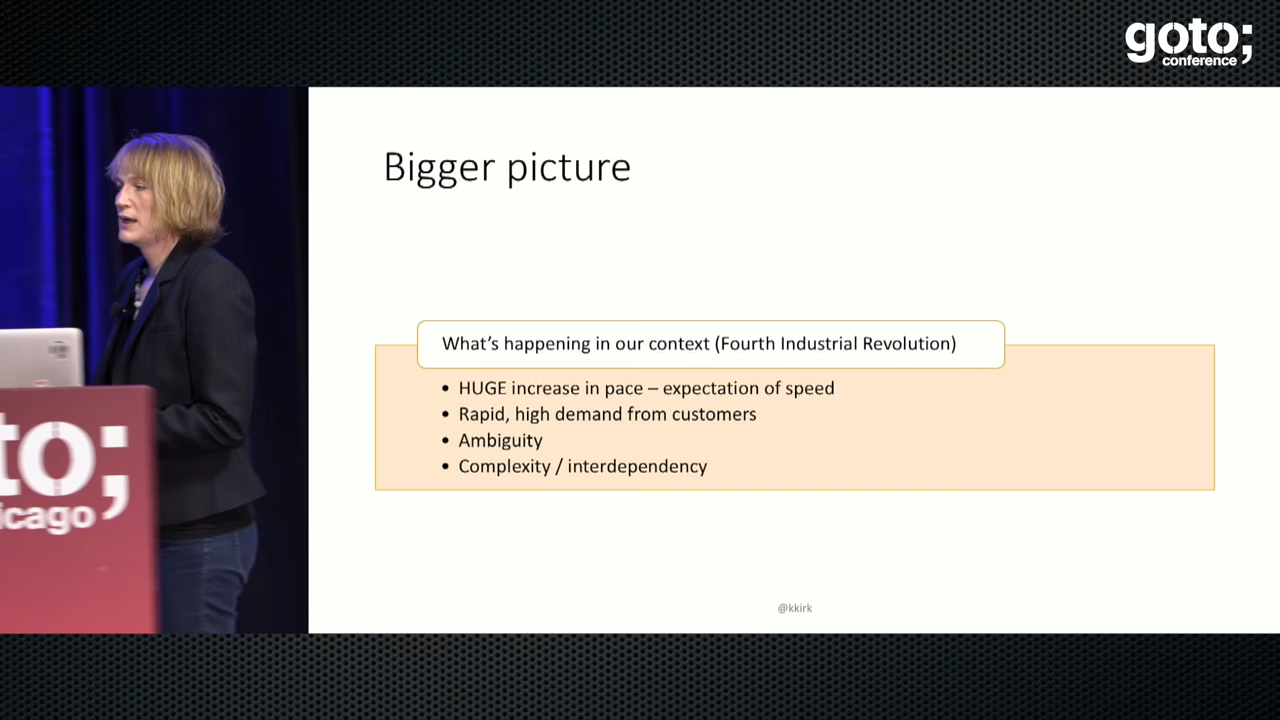 goto;
conference
Bigger picture
What's happening in our context (Fourth Industrial Revolution)
• HUGE increase in pace – expectation of speed
• Rapid, high demand from customers
• Ambiguity
• Complexity / interdependency
to;
icago
@kkirk